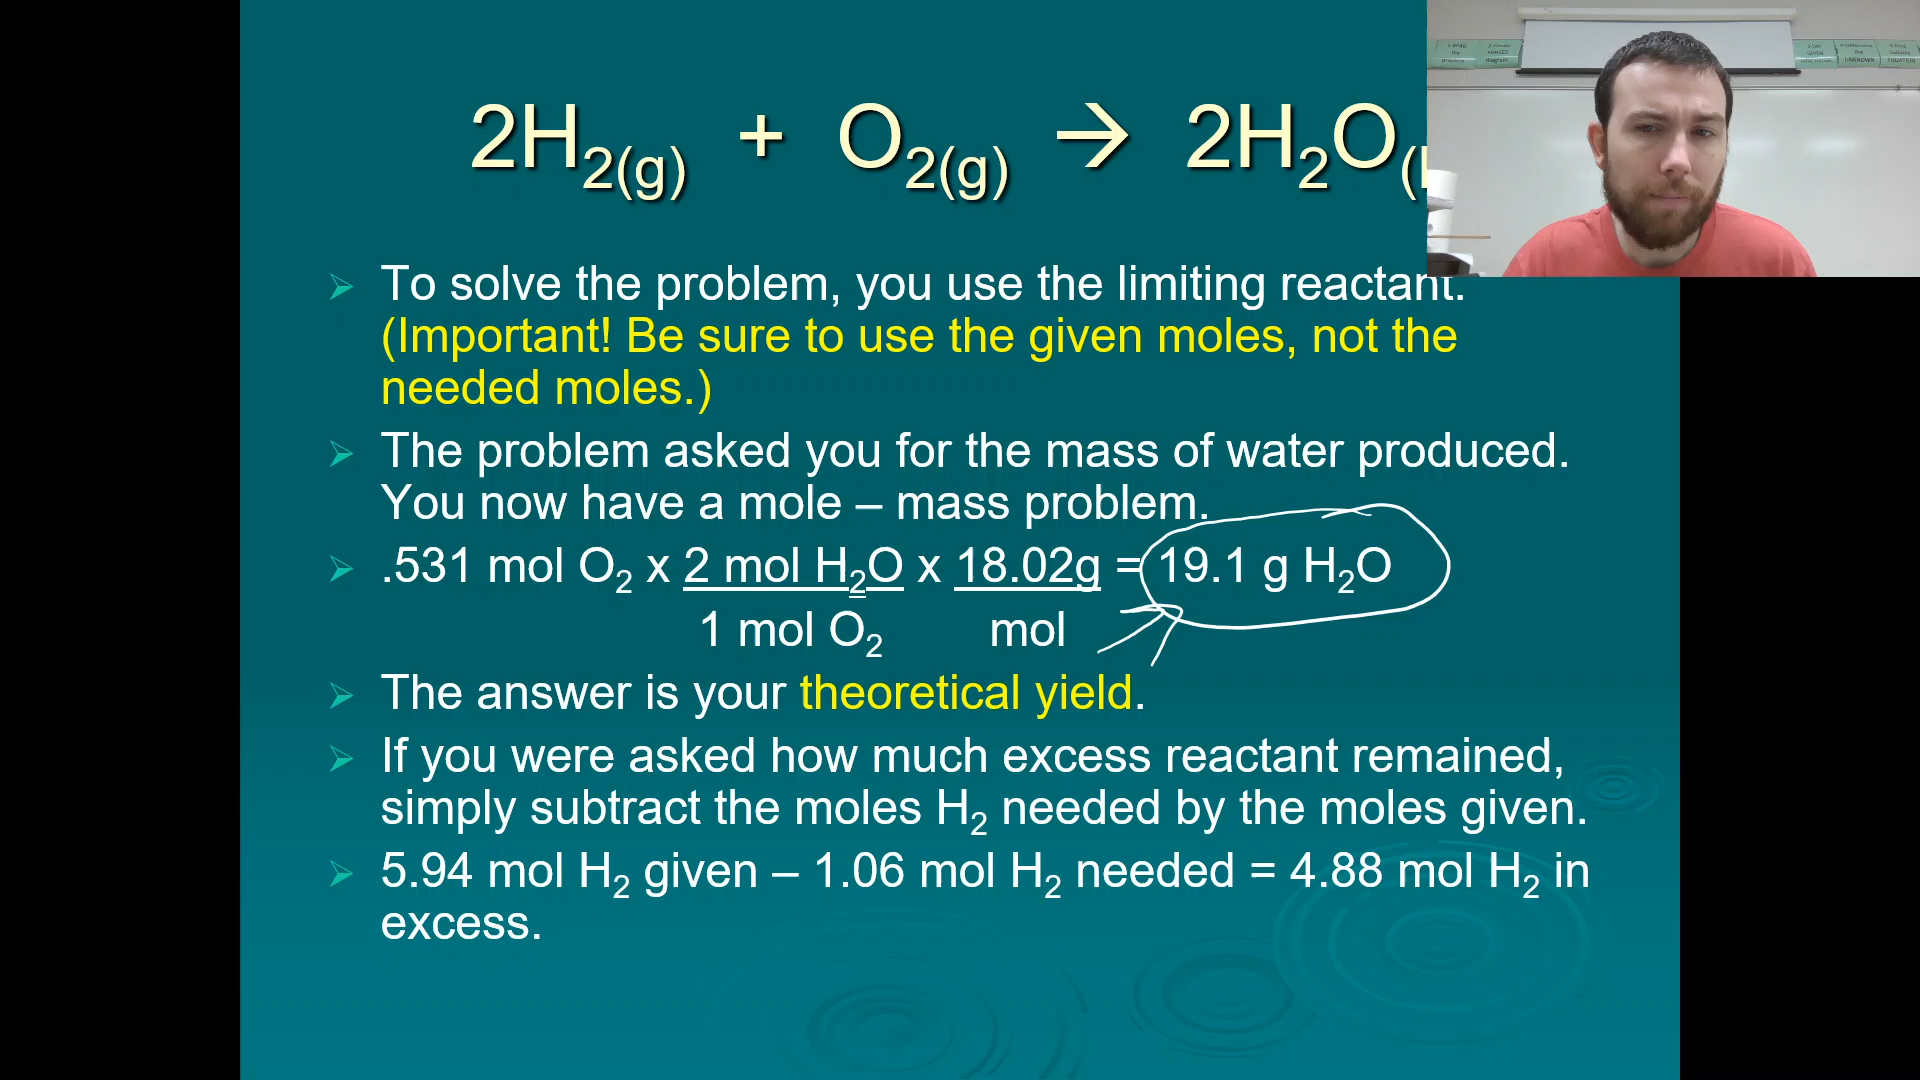 2H2(g) + O2(g) → 2H2O(l
To solve the problem, you use the limiting reactant.
(Important! Be sure to use the given moles, not the
needed moles.)
The problem asked you for the mass of water produced.
You now have a mole – mass problem.
.531 mol O2 x 2 mol H2O x 18.02g = 19.1 g H2O
1 mol O2 mol
The answer is your theoretical yield.
If you were asked how much excess reactant remained,
simply subtract the moles H2 needed by the moles given.
5.94 mol H2 given – 1.06 mol H2 needed = 4.88 mol H2 in
excess.